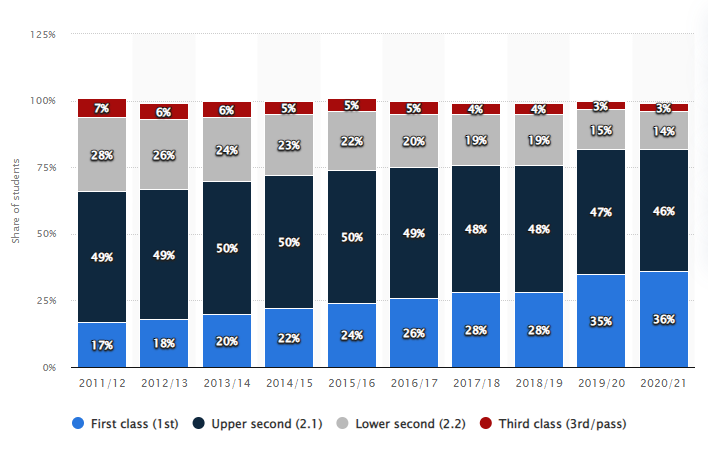 125%
100%
75%
50%
25%
0%
Share of students
7% 6% 6% 5% 5% 5% 4% 4% 3% 3%
28% 26% 24% 23% 22% 20% 19% 19% 15% 14%
49% 49% 50% 50% 50% 49% 48% 48% 47% 46%
17% 18% 20% 22% 24% 26% 28% 28% 35% 36%
2011/12 2012/13 2013/14 2014/15 2015/16 2016/17 2017/18 2018/19 2019/20 2020/21
First class (1st) Upper second (2.1) Lower second (2.2) Third class (3rd/pass)